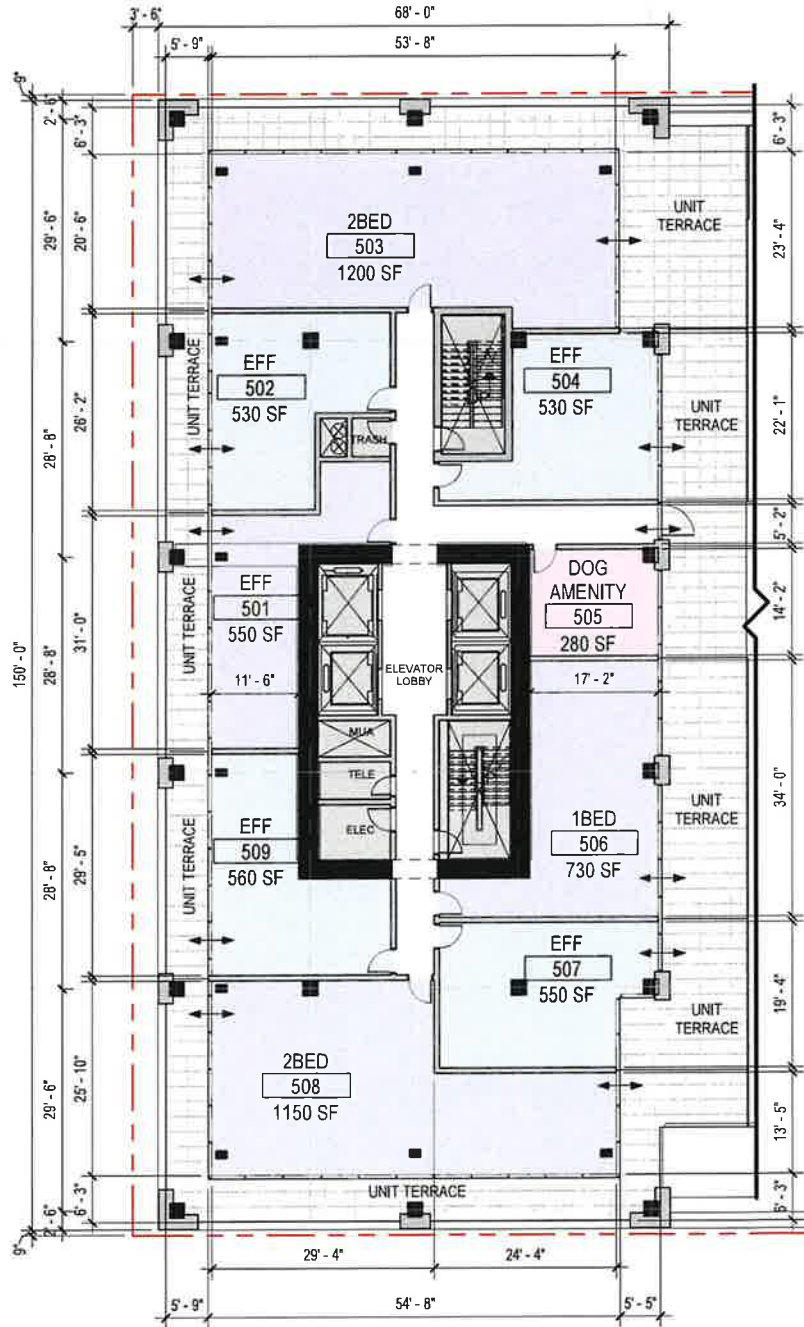 3' - 6"
68' - 0"
5' - 9"
53' - 8"
9"
2' - 6"
6' - 3"
6' - 3"
29' - 6"
20' - 6"
2BED
503
1200 SF
UNIT
TERRACE
23' - 4"
UNIT TERRACE
EFF
502
530 SF
TRASH
EFF
504
530 SF
UNIT
TERRACE
22' - 1"
28' - 8"
26' - 2"
5' - 2"
150' - 0"
28' - 8"
31' - 0"
UNIT TERRACE
EFF
501
550 SF
11' - 6"
ELEVATOR
LOBBY
DOG
AMENITY
505
280 SF
17' - 2"
14' - 2"
MUA
TELE
ELEC
28' - 8"
29' - 5"
UNIT TERRACE
EFF
509
560 SF
1BED
506
730 SF
UNIT
TERRACE
34' - 0"
EFF
507
550 SF
UNIT
TERRACE
19' - 4"
29' - 6"
25' - 10"
2BED
508
1150 SF
13' - 5"
UNIT TERRACE
6' - 3"
2' - 6"
6' - 3"
9"
29' - 4"
24' - 4"
5' - 9"
54' - 8"
5' - 5"